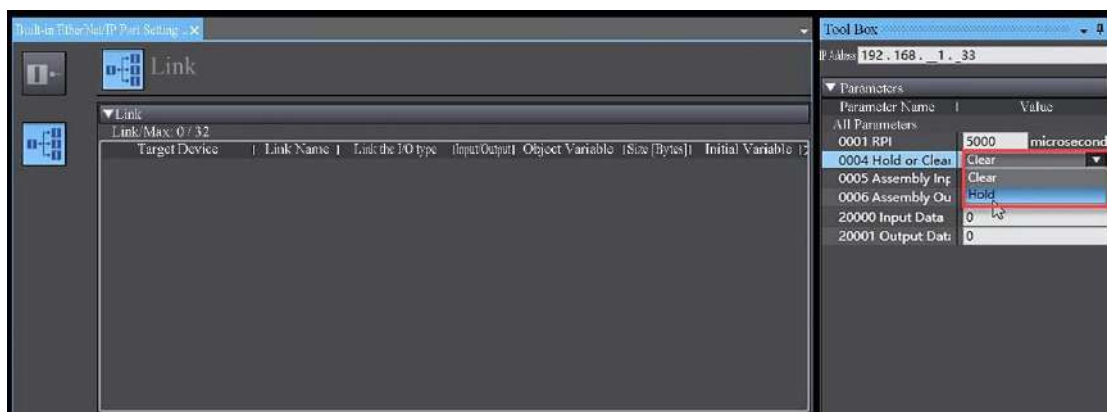 Built-in EtherNet/IP Port Setting ... X
Link
▼Link
Link/Max: 0 / 32
Target Device | Link Name | Link the I/O type |Input/Output| Object Variable |Size [Bytes]| Initial Variable
Tool Box
IP Address 192 . 168 . _1 . _33
▼ Parameters
Parameter Name | Value
All Parameters
0001 RPI 5000 microsecond
0004 Hold or Clear Clear
0005 Assembly Inp Clear
0006 Assembly Ou Hold
20000 Input Data 0
20001 Output Data 0